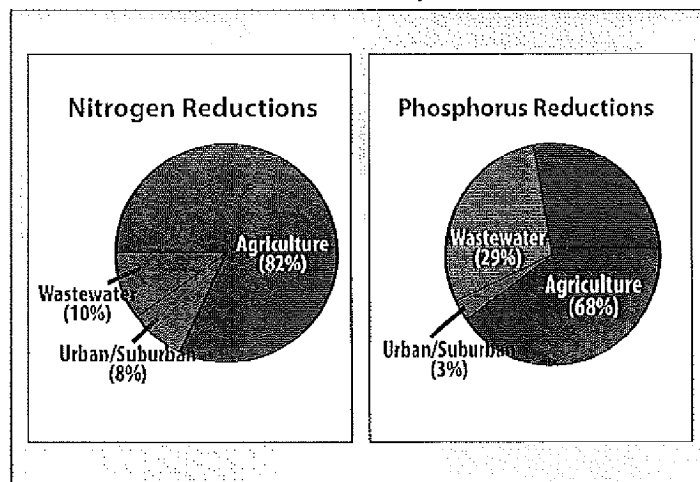 Nitrogen Reductions
Agriculture
(82%)
Wastewater
(10%)
Urban/Suburban
(8%)
Phosphorus Reductions
Wastewater
(29%)
Agriculture
(68%)
Urban/Suburban
(3%)